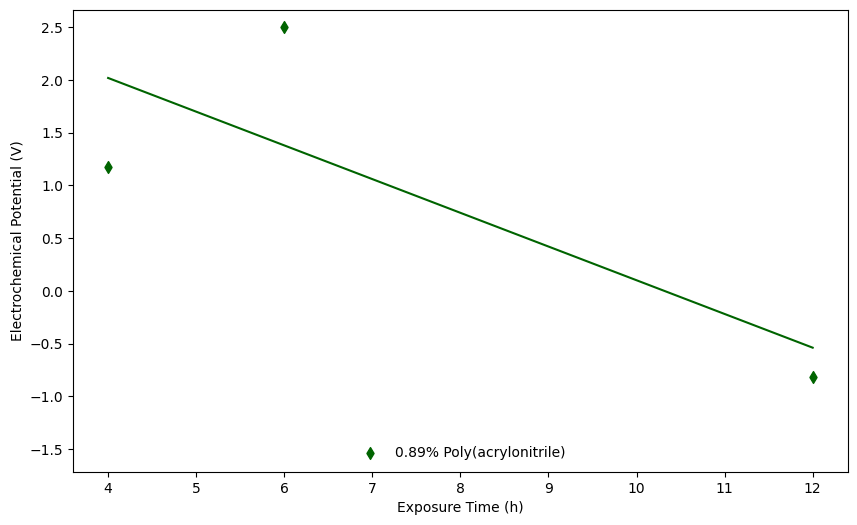 2.5
2.0
1.5
1.0
0.5
0.0
−0.5
−1.0
−1.5
Electrochemical Potential (V)
0.89% Poly(acrylonitrile)
4 5 6 7 8 9 10 11 12
Exposure Time (h)